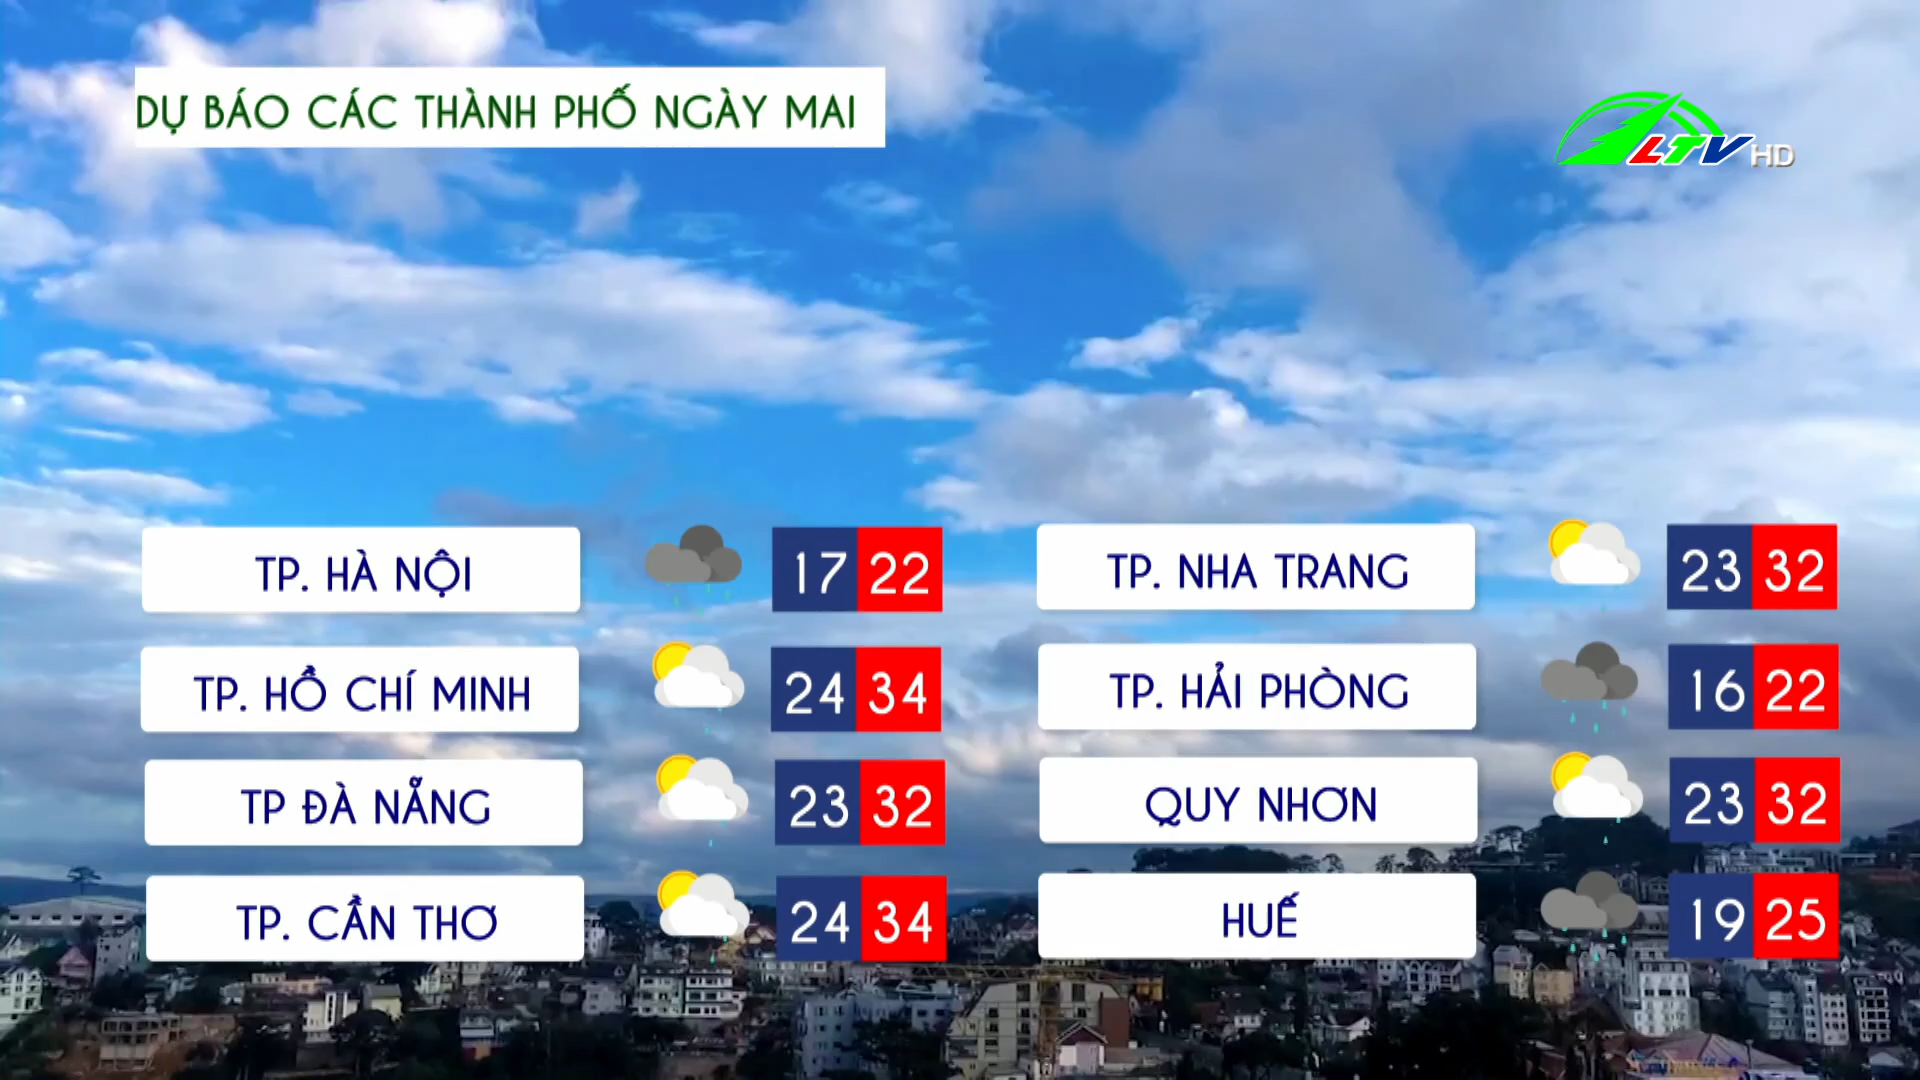 DỰ BÁO CÁC THÀNH PHỐ NGÀY MAI
LTV HD
TP. HÀ NỘI 17 22
TP. HỒ CHÍ MINH 24 34
TP ĐÀ NẴNG 23 32
TP. CẦN THƠ 24 34
TP. NHA TRANG 23 32
TP. HẢI PHÒNG 16 22
QUY NHƠN 23 32
HUẾ 19 25